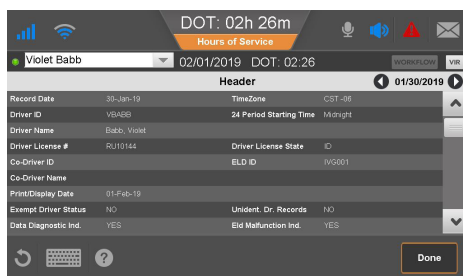 DOT: 02h 26m
Hours of Service
Violet Babb
02/01/2019 DOT: 02:26
WORKFLOW
VIR
Header
01/30/2019
Record Date 30-Jan-19 TimeZone CST -06
Driver ID VBABB 24 Period Starting Time Midnight
Driver Name Babb, Violet
Driver License # RU10144 Driver License State ID
Co-Driver ID ELD ID IVG001
Co-Driver Name
Print/Display Date 01-Feb-19
Exempt Driver Status NO Unident. Dr. Records NO
Data Diagnostic Ind. YES Eld Malfunction Ind. YES
Done